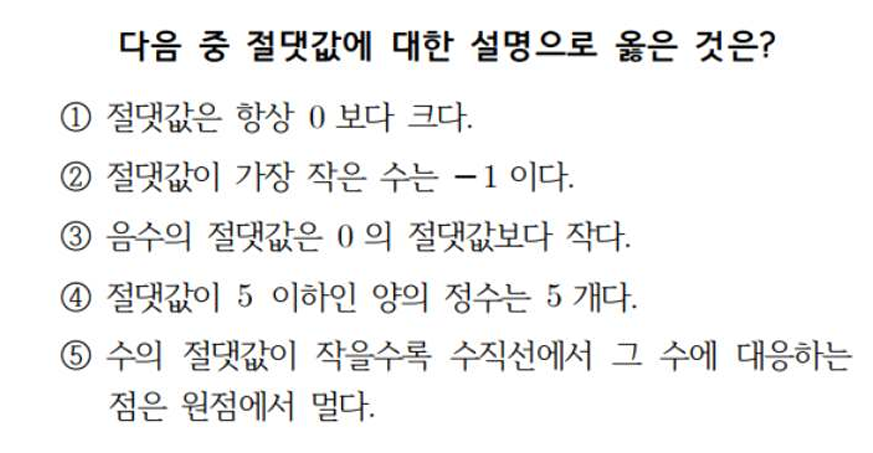 다음 중 절댓값에 대한 설명으로 옳은 것은?
① 절댓값은 항상 0 보다 크다.
② 절댓값이 가장 작은 수는 −1 이다.
③ 음수의 절댓값은 0 의 절댓값보다 작다.
④ 절댓값이 5 이하인 양의 정수는 5 개다.
⑤ 수의 절댓값이 작을수록 수직선에서 그 수에 대응하는
점은 원점에서 멀다.